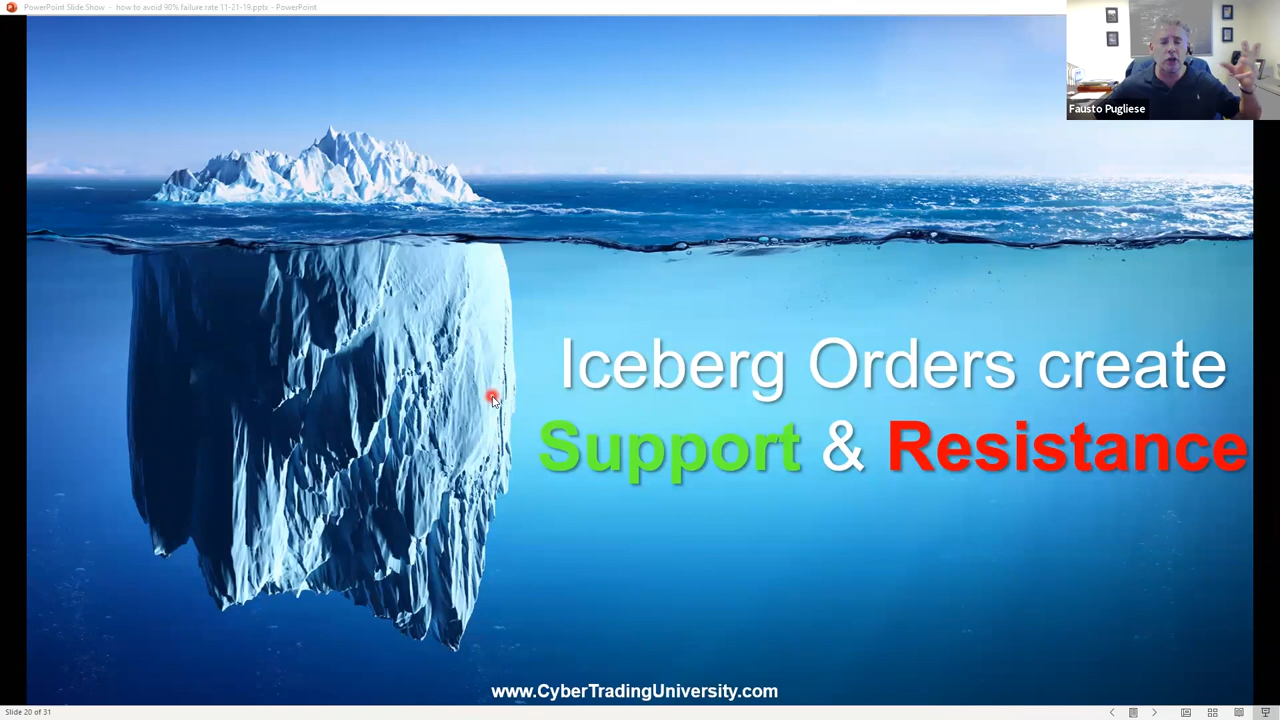 PowerPoint Slide Show - how to avoid 90% failure rate 11-21-19.pptx - PowerPoint
Fausto Pugliese
Iceberg Orders create
Support & Resistance
www.CyberTradingUniversity.com
Slide 20 of 31